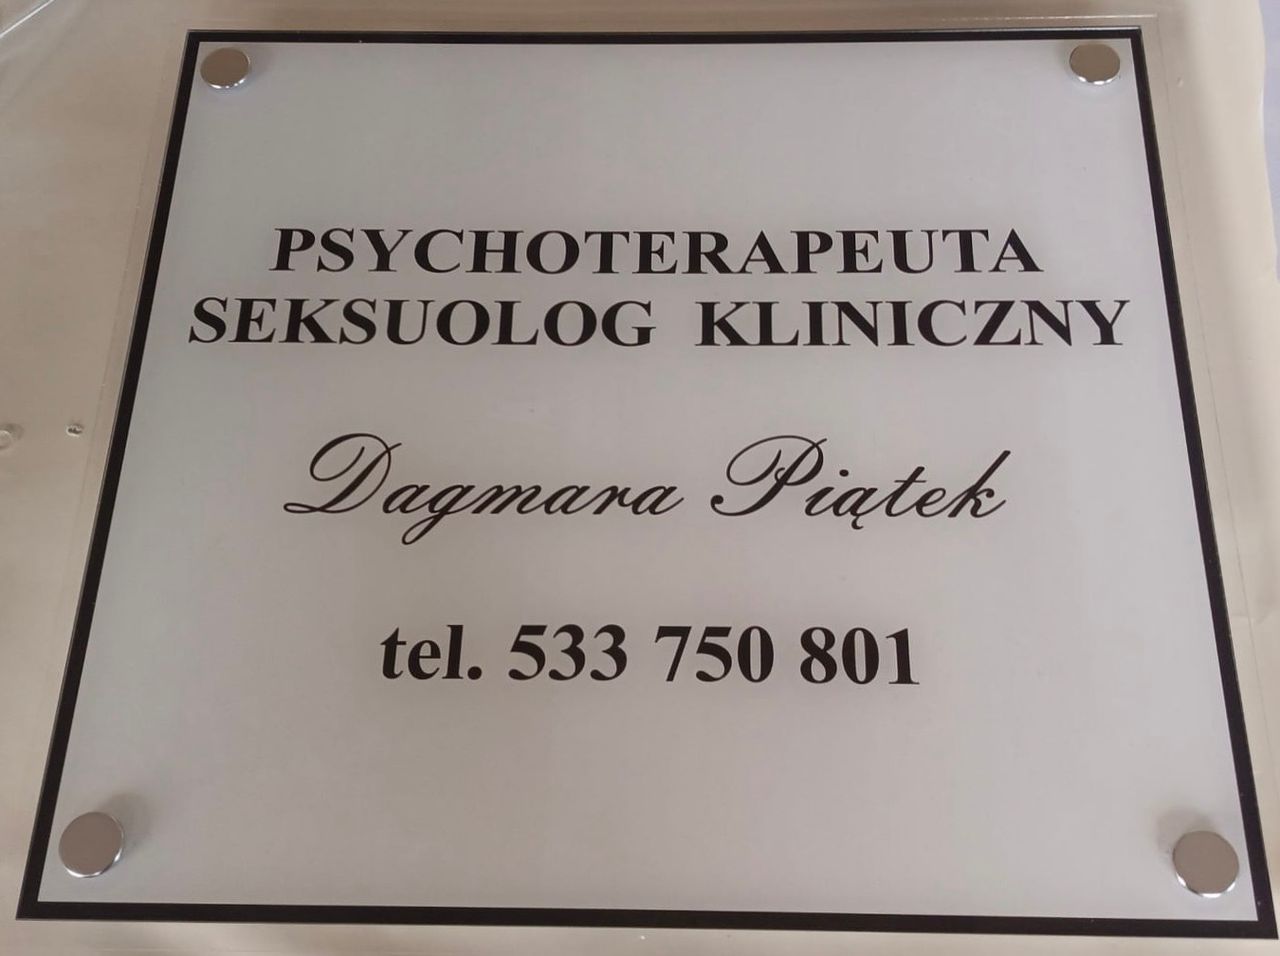 PSYCHOTERAPEUTA
SEKSUOLOG KLINICZNY
Dagmara Piątek
tel. 533 750 801